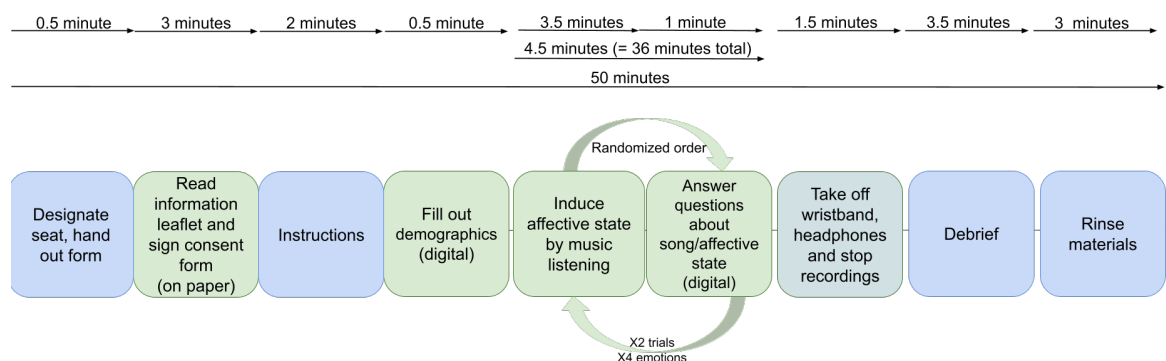 0.5 minute
3 minutes
2 minutes
0.5 minute
3.5 minutes
1 minute
1.5 minutes
3.5 minutes
3 minutes
4.5 minutes (= 36 minutes total)
50 minutes
Randomized order
Designate
seat, hand
out form
Read
information
leaflet and
sign consent
form
(on paper)
Instructions
Fill out
demographics
(digital)
Induce
affective state
by music
listening
Answer
questions
about
song/affective
state
(digital)
Take off
wristband,
headphones
and stop
recordings
Debrief
Rinse
materials
X2 trials
X4 emotions